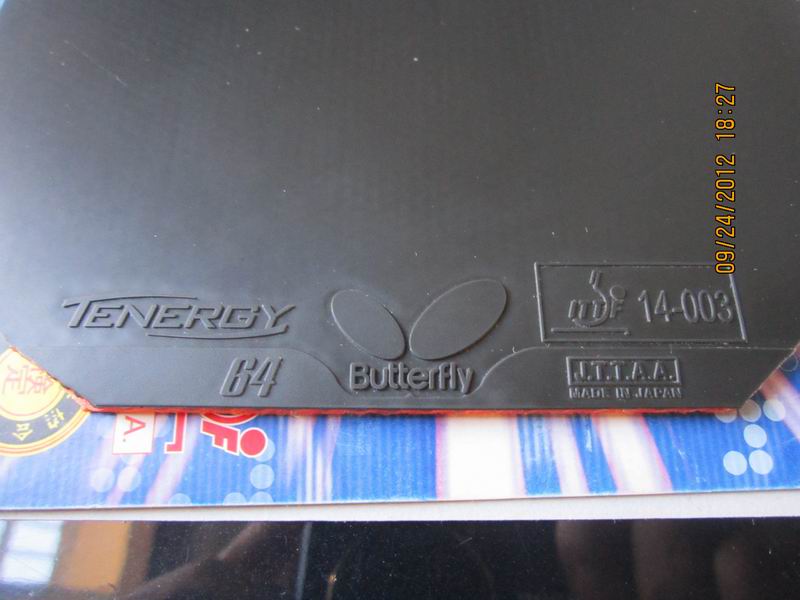 09/24/2012 18:27
TENERGY
64
Butterfly
ITTF 14-003
J.T.T.A.A.
MADE IN JAPAN
A.